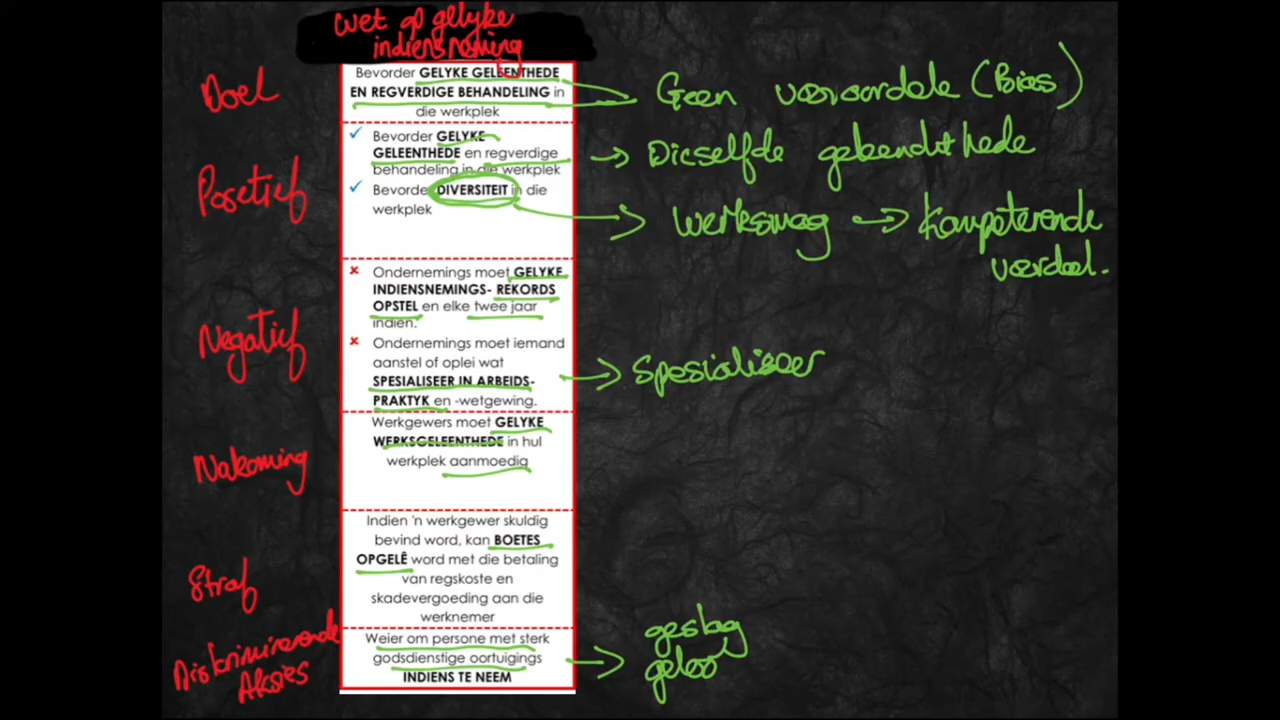 Wet op gelyke
indiensneming
Doel
Bevorder GELYKE GELEENTHEDE
EN REGVERDIGE BEHANDELING in
die werkplek
Geen vooroordele (Bias)
Posetief
✓ Bevorder GELYKE
GELEENTHEDE en regverdige
behandeling in die werkplek
✓ Bevorder DIVERSITEIT in die
werkplek
Dieselfde geleenthede
Werksmag → Kompeterende
voordeel.
Negatief
× Ondernemings moet GELYKE
INDIENSNEMINGS- REKORDS
OPSTEL en elke twee jaar
indien.
× Ondernemings moet iemand
aanstel of oplei wat
SPESIALISEER IN ARBEIDS-
PRAKTYK en -wetgewing.
Spesialiseer
Nakoming
Werkgewers moet GELYKE
WERKSGELEENTHEDE in hul
werkplek aanmoedig
Straf
Indien 'n werkgewer skuldig
bevind word, kan BOETES
OPGELÊ word met die betaling
van regskoste en
skadevergoeding aan die
werknemer
Diskriminerende
Aksies
Weier om persone met sterk
godsdienstige oortuigings
INDIENS TE NEEM
geslag
geloo